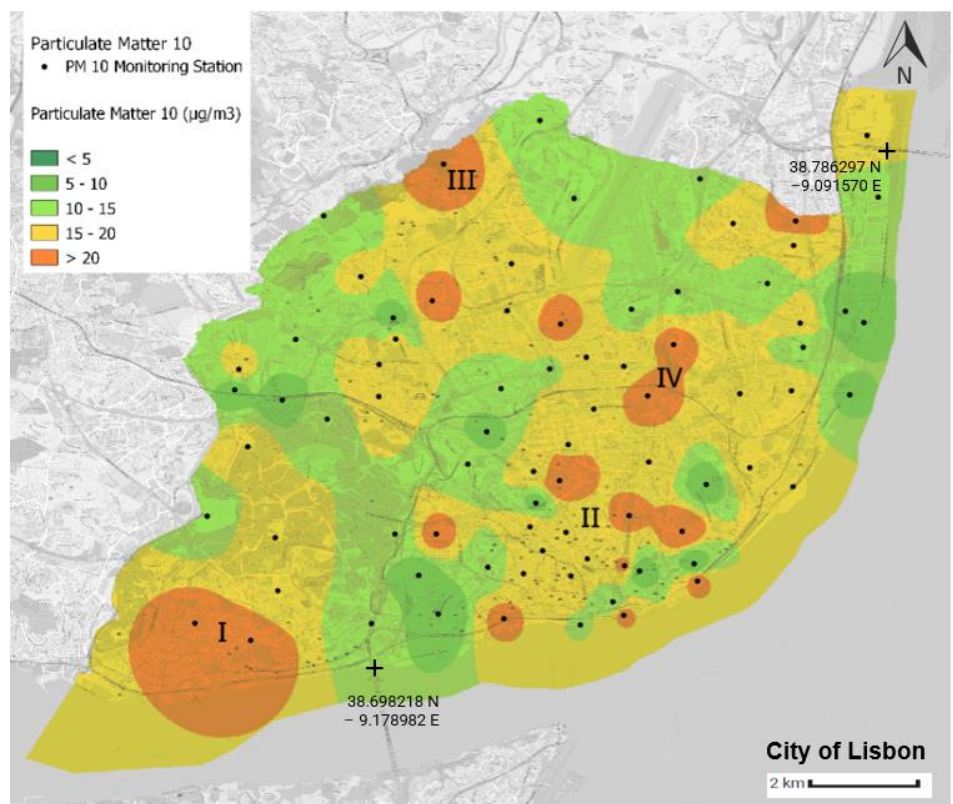 Particulate Matter 10
PM 10 Monitoring Station
Particulate Matter 10 (µg/m3)
< 5
5 - 10
10 - 15
15 - 20
> 20
N
38.786297 N
−9.091570 E
III
IV
II
I
38.698218 N
− 9.178982 E
City of Lisbon
2 km